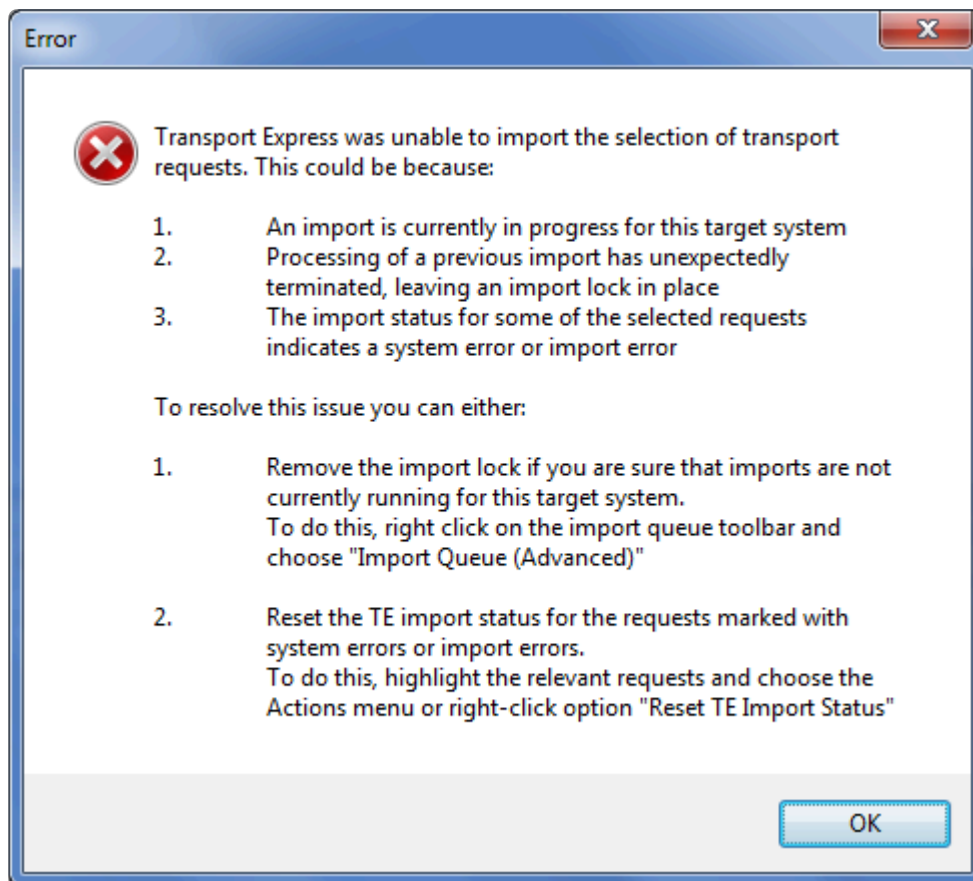 Error
Transport Express was unable to import the selection of transport
requests. This could be because:
1. An import is currently in progress for this target system
2. Processing of a previous import has unexpectedly
terminated, leaving an import lock in place
3. The import status for some of the selected requests
indicates a system error or import error
To resolve this issue you can either:
1. Remove the import lock if you are sure that imports are not
currently running for this target system.
To do this, right click on the import queue toolbar and
choose "Import Queue (Advanced)"
2. Reset the TE import status for the requests marked with
system errors or import errors.
To do this, highlight the relevant requests and choose the
Actions menu or right-click option "Reset TE Import Status"
OK